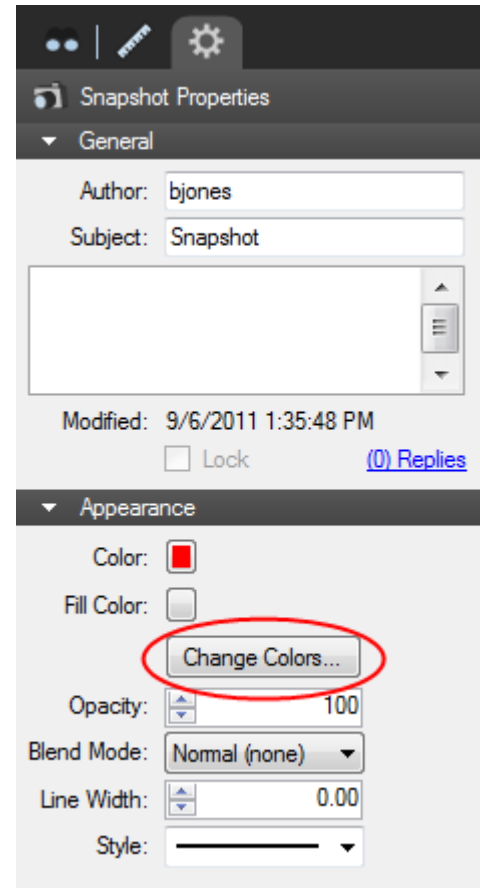 Snapshot Properties
General
Author: bjones
Subject: Snapshot
Modified: 9/6/2011 1:35:48 PM
Lock (0) Replies
Appearance
Color:
Fill Color:
Change Colors...
Opacity: 100
Blend Mode: Normal (none)
Line Width: 0.00
Style: